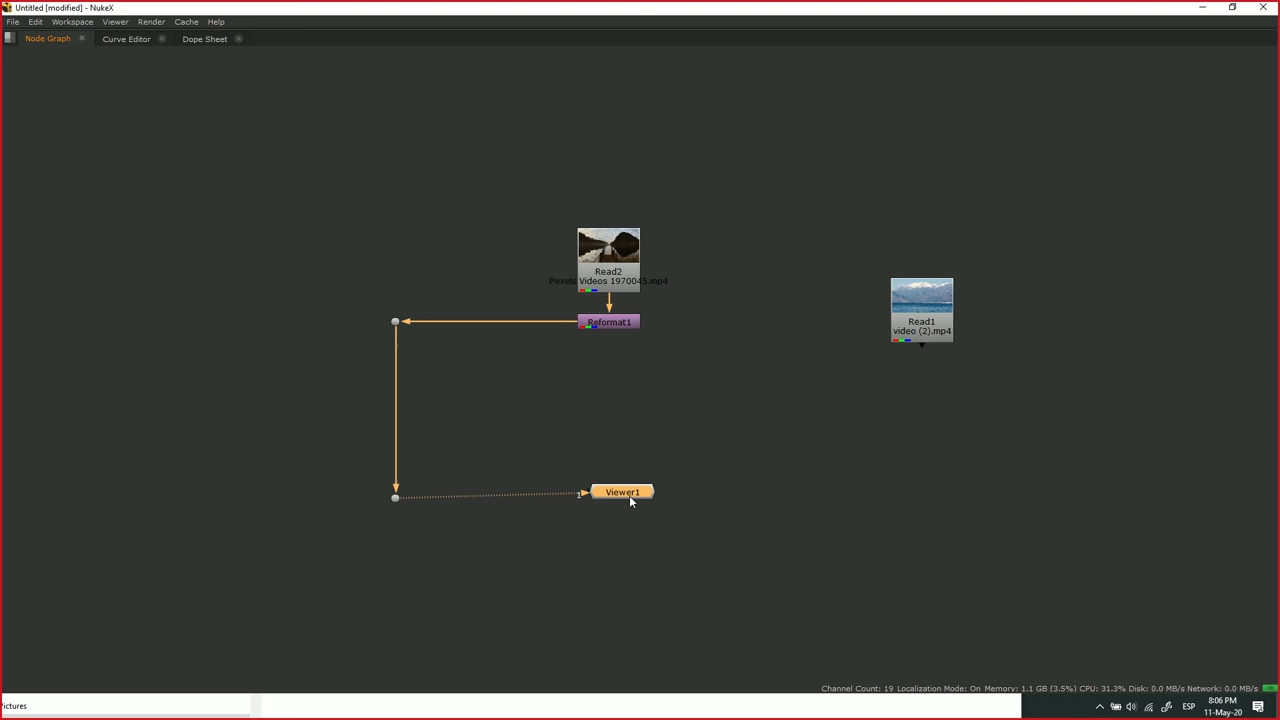 Untitled [modified] - NukeX
File Edit Workspace Viewer Render Cache Help
Node Graph Curve Editor Dope Sheet
Read2
Pexels Videos 1970045.mp4
Reformat1
Read1
video (2).mp4
1
Viewer1
Channel Count: 19 Localization Mode: On Memory: 1.1 GB (3.5%) CPU: 31.3% Disk: 0.0 MB/s Network: 0.0 MB/s
Pictures
ESP
8:06 PM
11-May-20